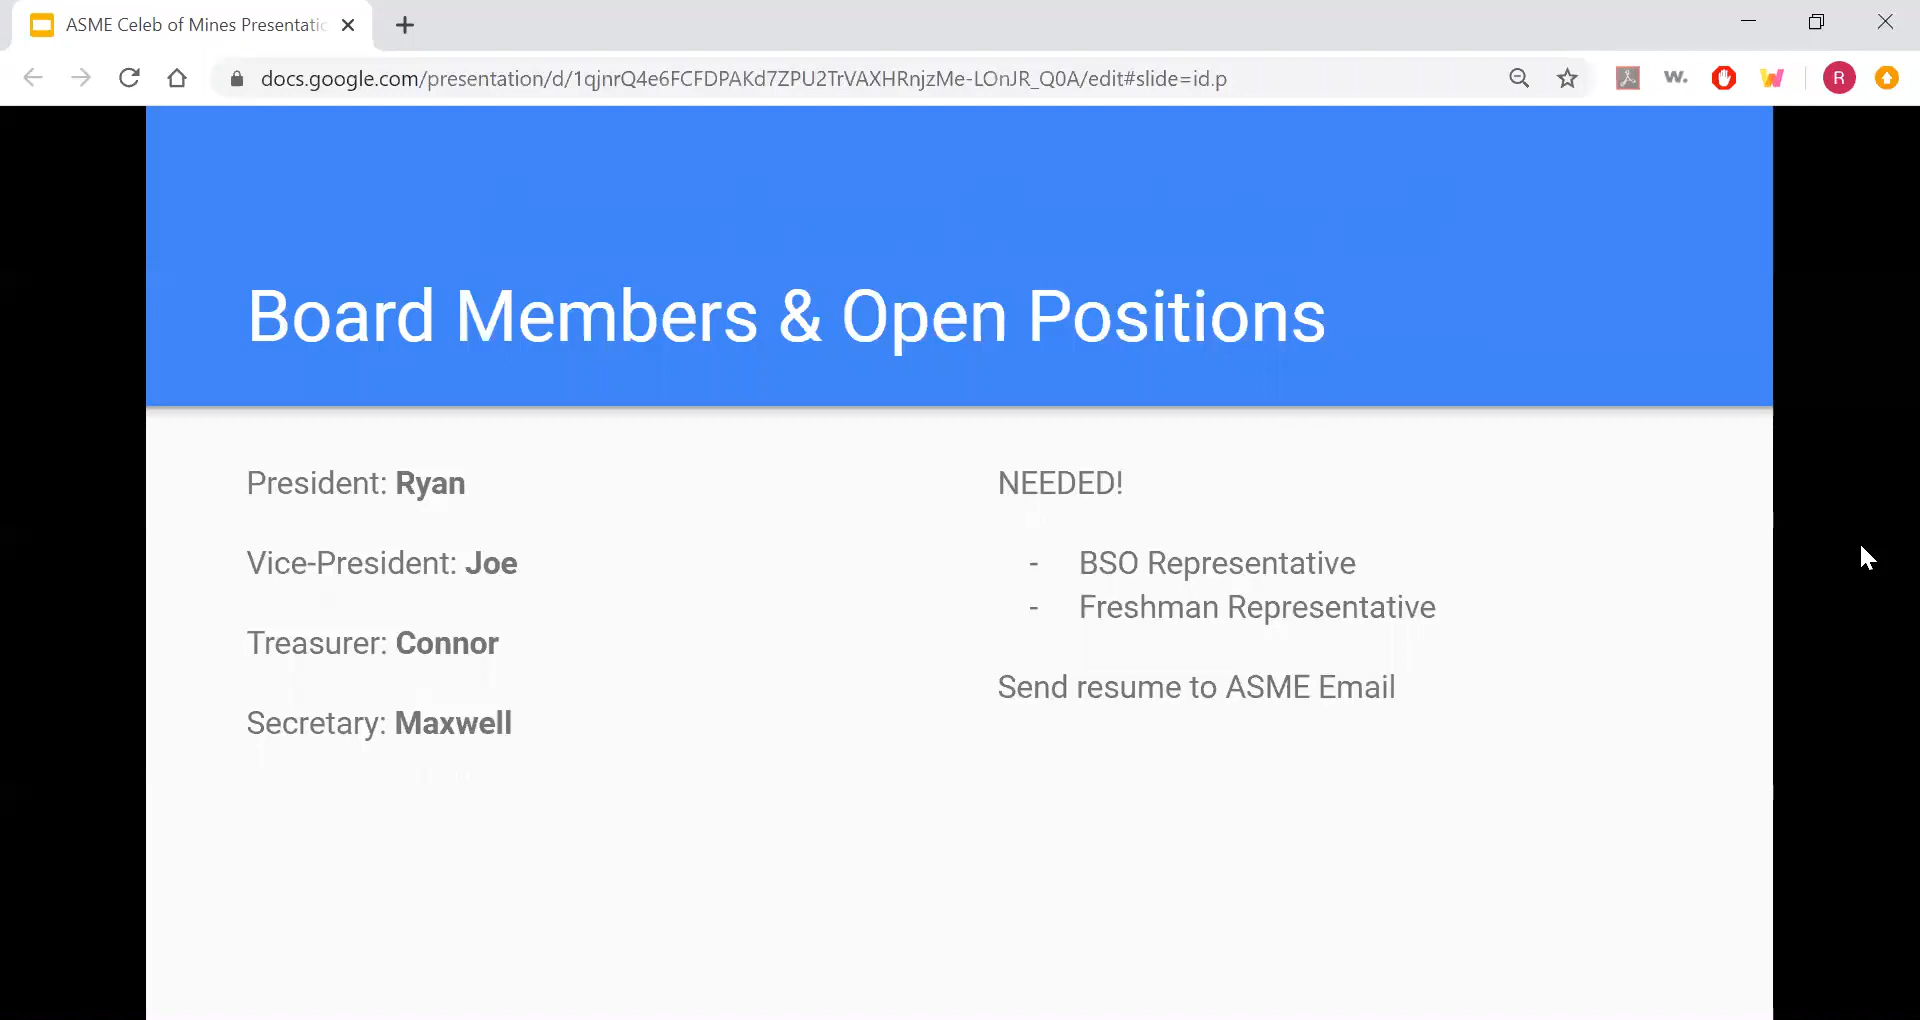 ASME Celeb of Mines Presentatic
docs.google.com/presentation/d/1qjnrQ4e6FCFDPAKd7ZPU2TrVAXHRnjzMe-LOnJR_Q0A/edit#slide=id.p
w.
R
Board Members & Open Positions
President: Ryan
Vice-President: Joe
Treasurer: Connor
Secretary: Maxwell
NEEDED!
- BSO Representative
- Freshman Representative
Send resume to ASME Email